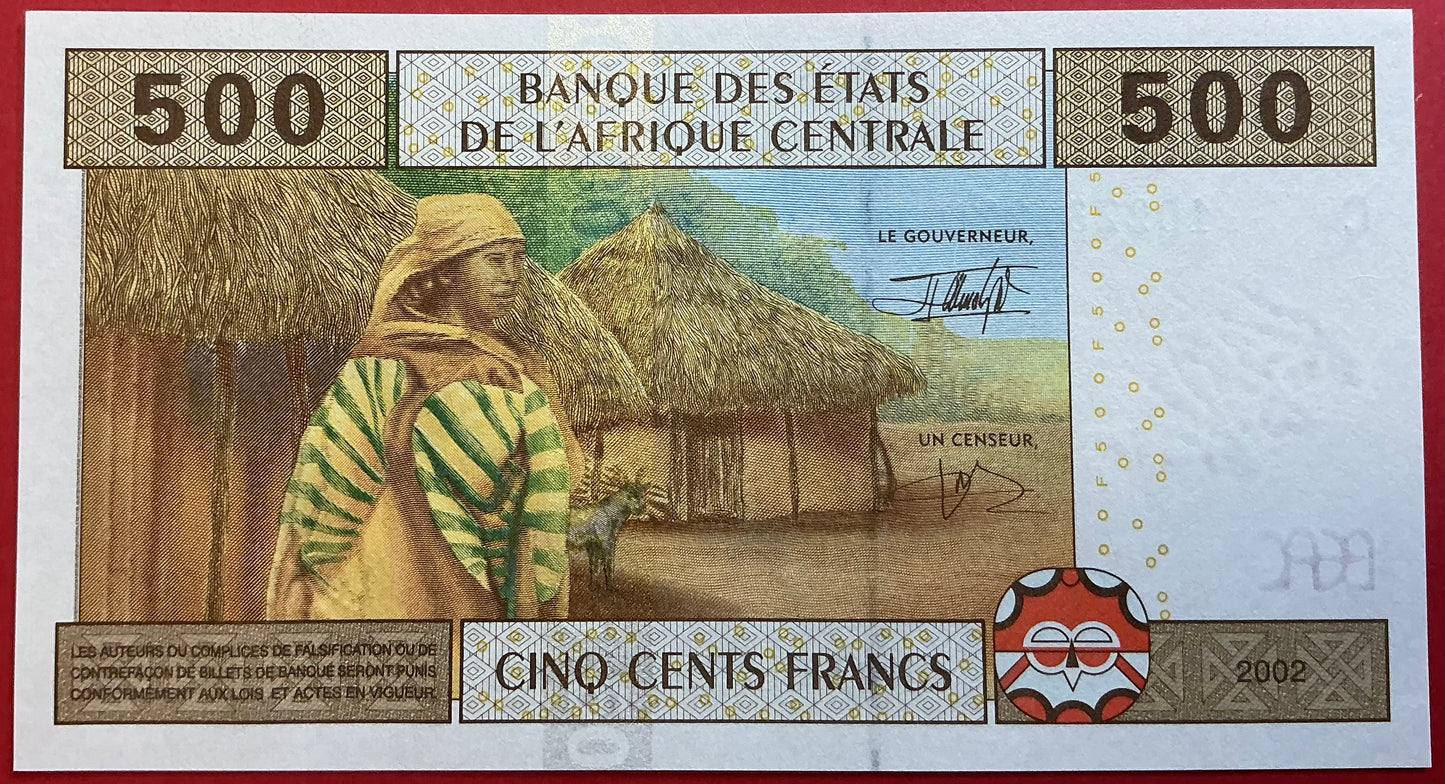 500
BANQUE DES ÉTATS
DE L'AFRIQUE CENTRALE
500
LE GOUVERNEUR,
UN CENSEUR,
LES AUTEURS OU COMPLICES DE FALSIFICATION OU DE
CONTREFAÇON DE BILLETS DE BANQUE SERONT PUNIS
CONFORMÉMENT AUX LOIS ET ACTES EN VIGUEUR.
CINQ CENTS FRANCS
2002